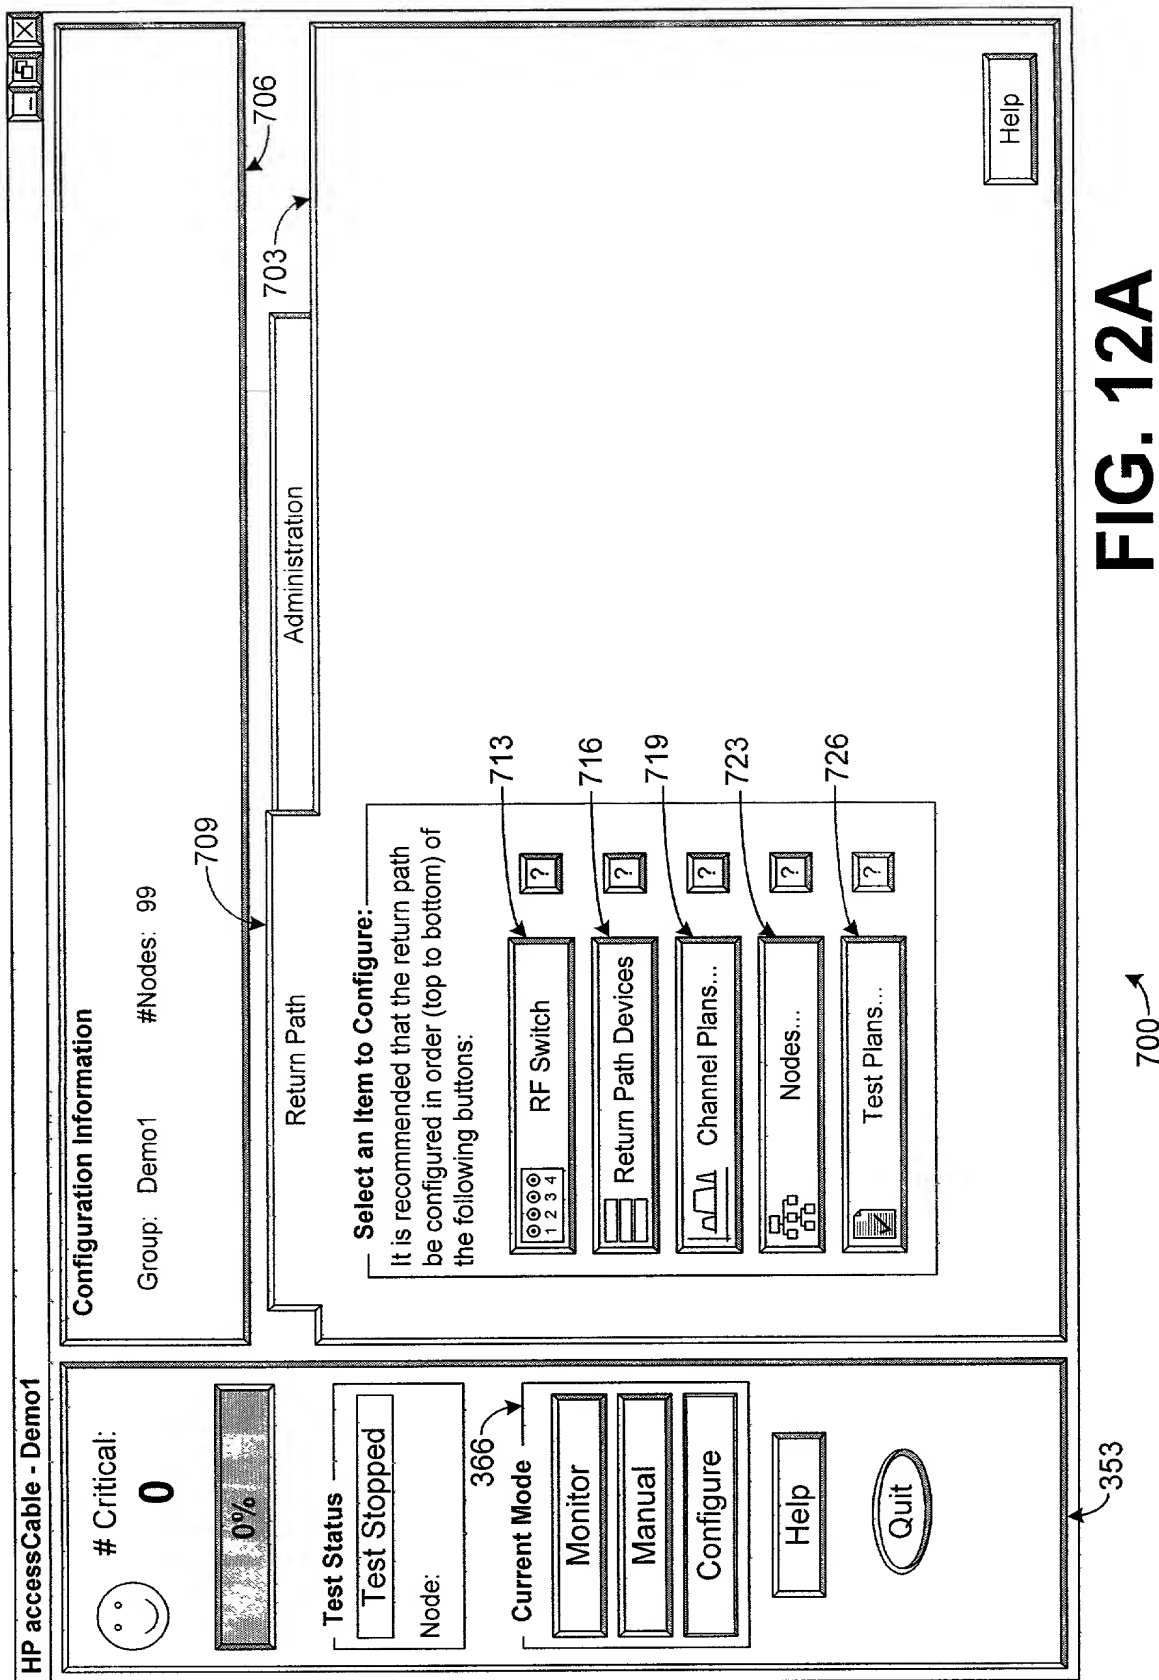 HP accessCable - Demo1
# Critical:
0
0%
Test Status
Test Stopped
Node:
366
Current Mode
Monitor
Manual
Configure
Help
Quit
353
Configuration Information
Group: Demo1 #Nodes: 99
706
709
703
Return Path
Administration
Select an Item to Configure:
It is recommended that the return path
be configured in order (top to bottom) of
the following buttons:
1 2 3 4
RF Switch
?
713
Return Path Devices
?
716
Channel Plans...
?
719
Nodes...
?
723
Test Plans...
?
726
Help
700
FIG. 12A